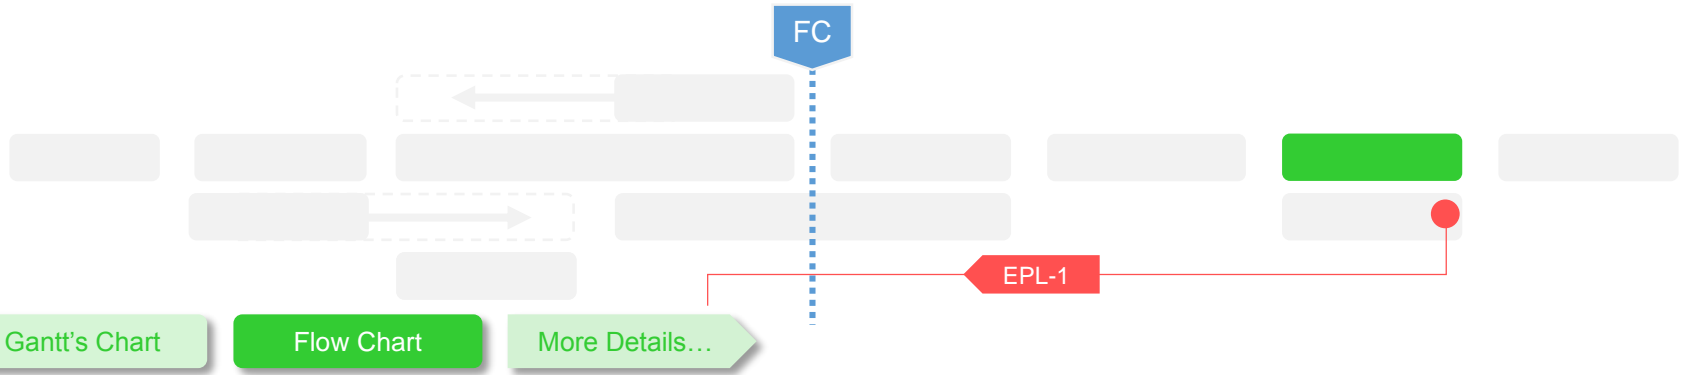 FC
EPL-1
Gantt's Chart
Flow Chart
More Details…